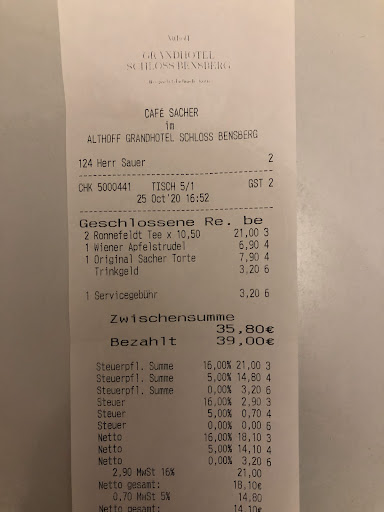 Althoff
GRANDHOTEL
SCHLOSS BENSBERG
CAFÉ SACHER
im
ALTHOFF GRANDHOTEL SCHLOSS BENSBERG
124 Herr Sauer 2
CHK 5000441 TISCH 5/1 GST 2
25 Oct'20 16:52
Geschlossene Re. be
2 Ronnefeldt Tee x 10,50 21,00 3
1 Wiener Apfelstrudel 6,90 4
1 Original Sacher Torte 7,90 4
Trinkgeld 3,20 6
1 Servicegebühr 3,20 6
Zwischensumme
35,80€
Bezahlt 39,00€
Steuerpfl. Summe 16,00% 21,00 3
Steuerpfl. Summe 5,00% 14,80 4
Steuerpfl. Summe 0,00% 3,20 6
Steuer 16,00% 2,90 3
Steuer 5,00% 0,70 4
Steuer 0,00% 0,00 6
Netto 16,00% 18,10 3
Netto 5,00% 14,10 4
Netto 0,00% 3,20 6
2,90 MwSt 16% 21,00
Netto gesamt: 18,10€
0,70 MwSt 5% 14,80
Netto gesamt: 14,10€